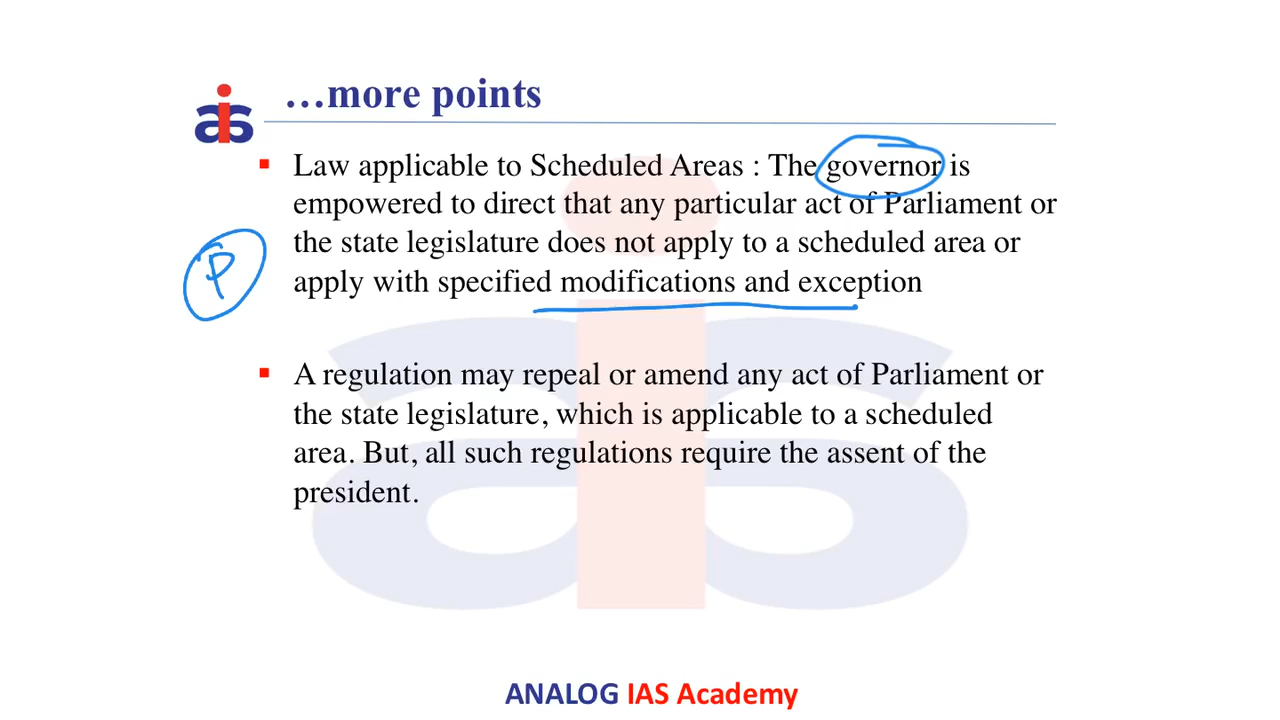 …more points
Law applicable to Scheduled Areas : The governor is
empowered to direct that any particular act of Parliament or
the state legislature does not apply to a scheduled area or
apply with specified modifications and exception
P
A regulation may repeal or amend any act of Parliament or
the state legislature, which is applicable to a scheduled
area. But, all such regulations require the assent of the
president.
ANALOG IAS Academy